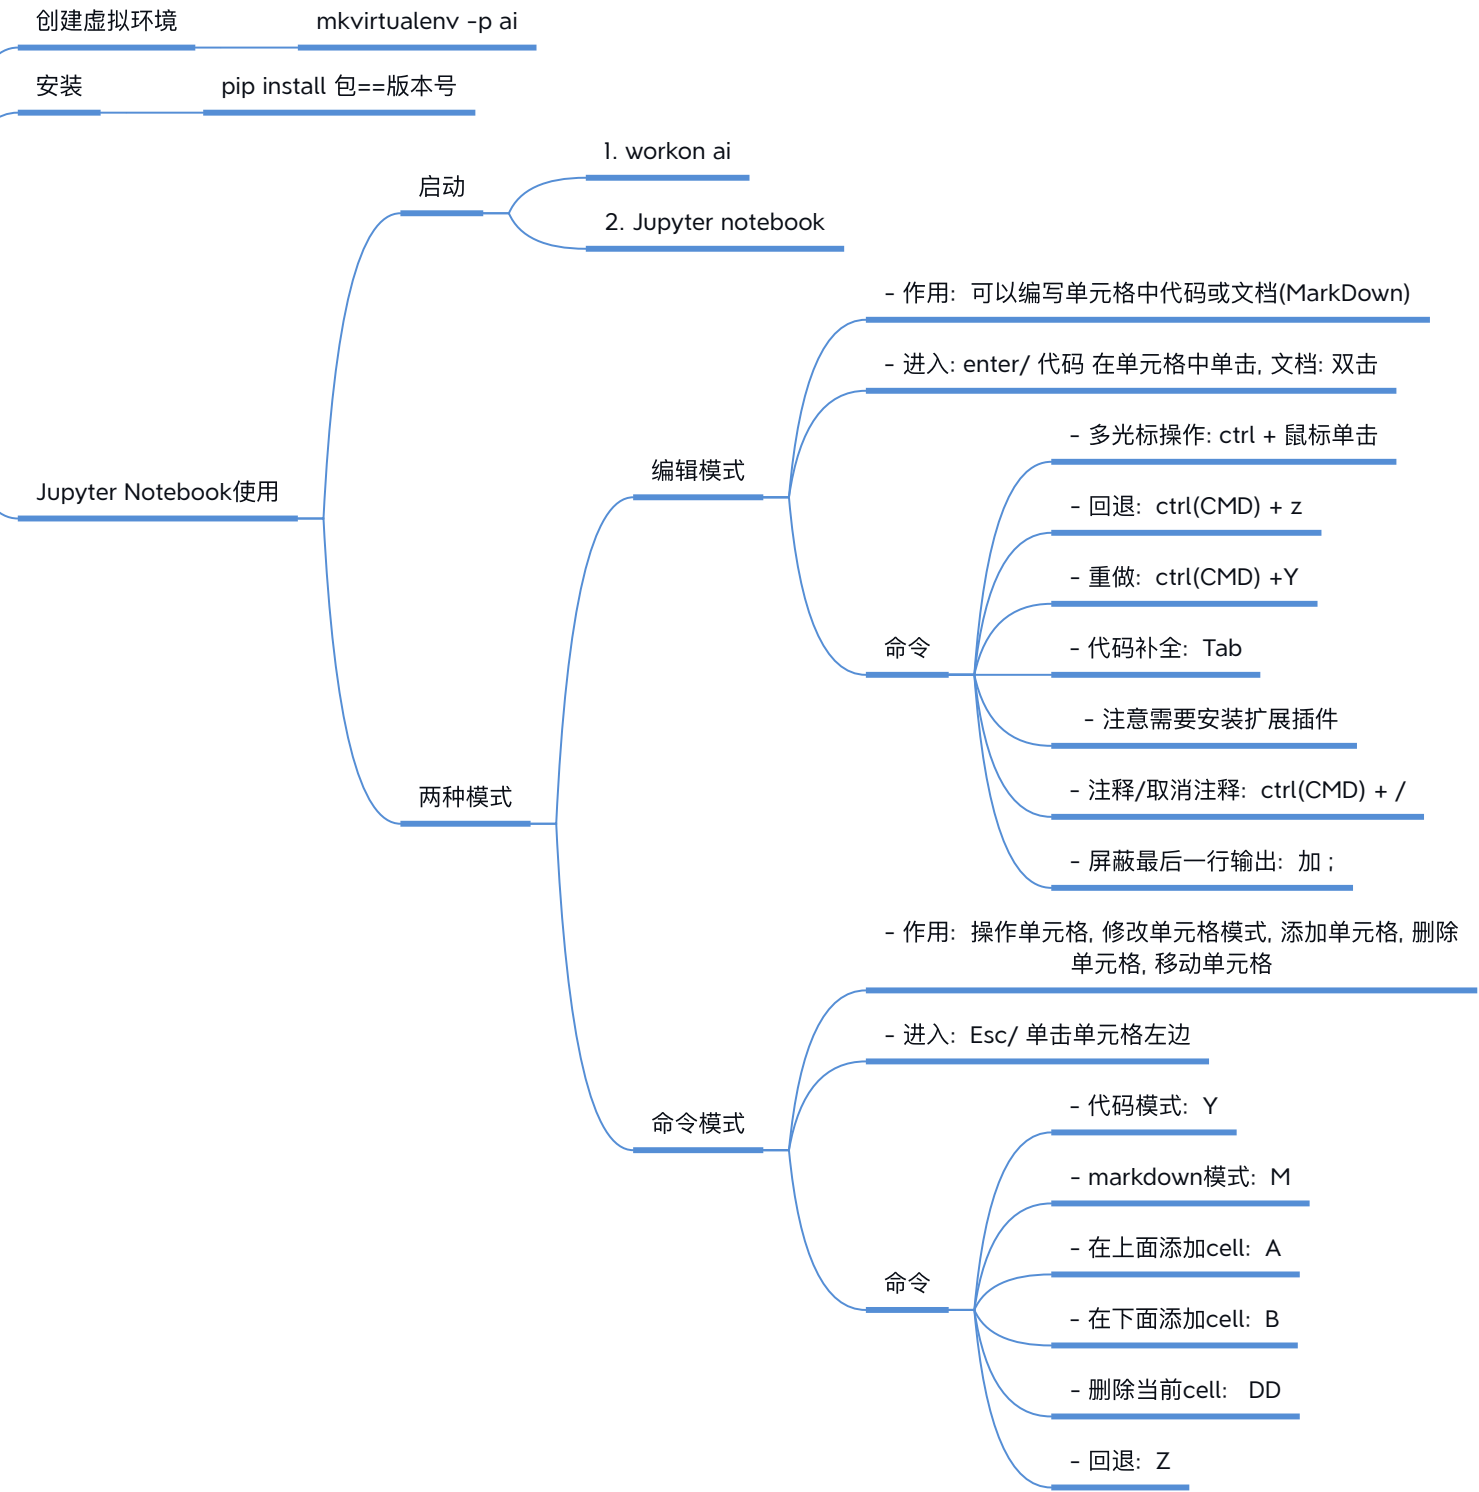 创建虚拟环境
mkvirtualenv -p ai
安装
pip install 包==版本号
Jupyter Notebook使用
启动
1. workon ai
2. Jupyter notebook
两种模式
编辑模式
- 作用: 可以编写单元格中代码或文档(MarkDown)
- 进入: enter/ 代码 在单元格中单击, 文档: 双击
命令
- 多光标操作: ctrl + 鼠标单击
- 回退: ctrl(CMD) + z
- 重做: ctrl(CMD) +Y
- 代码补全: Tab
- 注意需要安装扩展插件
- 注释/取消注释: ctrl(CMD) + /
- 屏蔽最后一行输出: 加 ;
命令模式
- 作用: 操作单元格, 修改单元格模式, 添加单元格, 删除
单元格, 移动单元格
- 进入: Esc/ 单击单元格左边
命令
- 代码模式: Y
- markdown模式: M
- 在上面添加cell: A
- 在下面添加cell: B
- 删除当前cell: DD
- 回退: Z